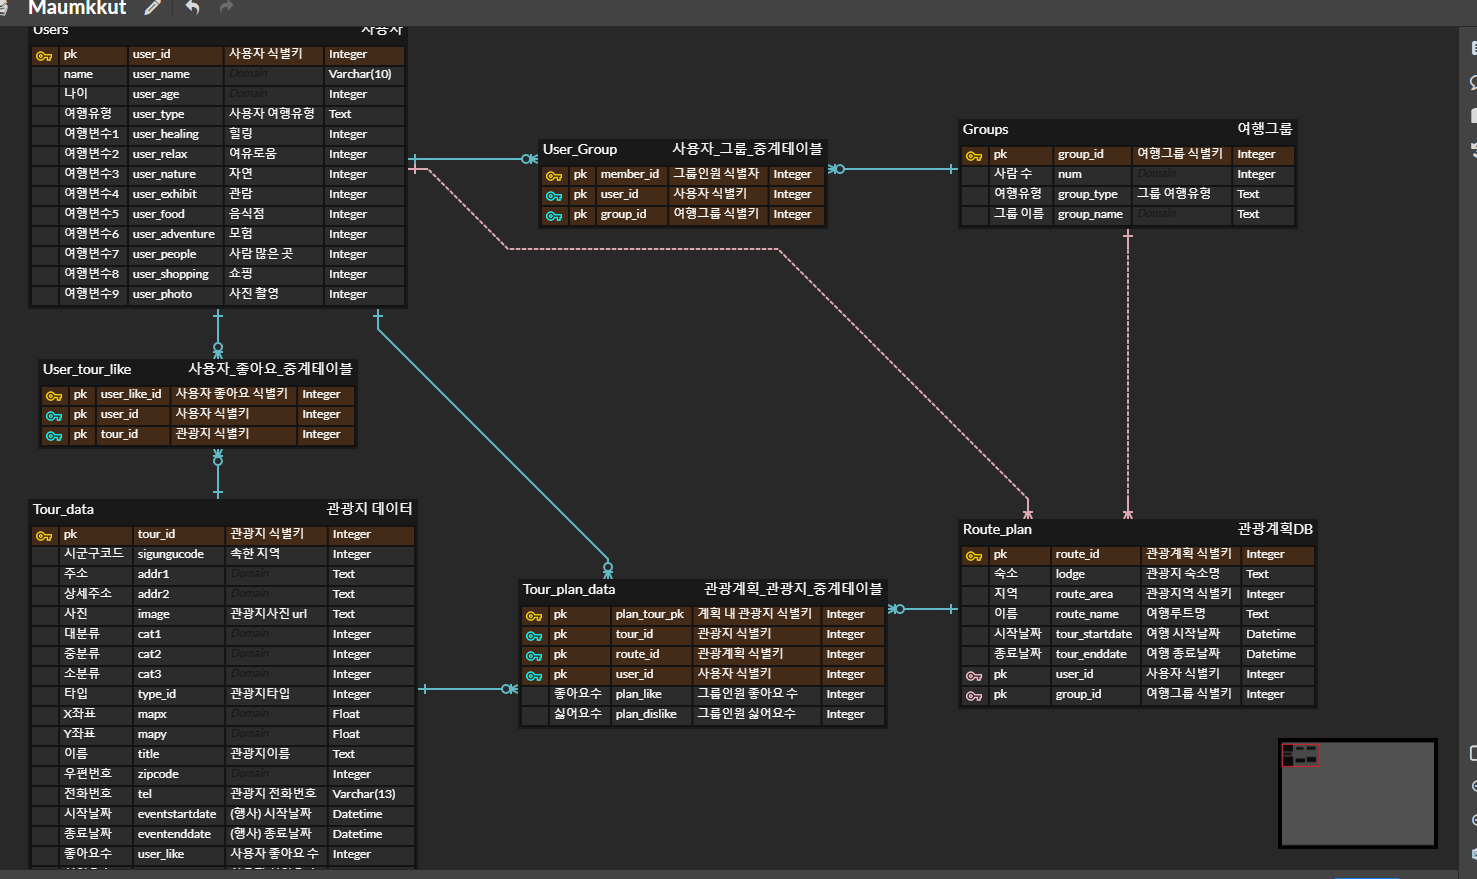 Maumkkut
Users 사용자
pk user_id 사용자 식별키 Integer
name user_name Domain Varchar(10)
나이 user_age Domain Integer
여행유형 user_type 사용자 여행유형 Text
여행변수1 user_healing 힐링 Integer
여행변수2 user_relax 여유로움 Integer
여행변수3 user_nature 자연 Integer
여행변수4 user_exhibit 관람 Integer
여행변수5 user_food 음식점 Integer
여행변수6 user_adventure 모험 Integer
여행변수7 user_people 사람 많은 곳 Integer
여행변수8 user_shopping 쇼핑 Integer
여행변수9 user_photo 사진 촬영 Integer
User_Group 사용자_그룹_중계테이블
pk member_id 그룹인원 식별자 Integer
pk user_id 사용자 식별키 Integer
pk group_id 여행그룹 식별키 Integer
Groups 여행그룹
pk group_id 여행그룹 식별키 Integer
사람 수 num Domain Integer
여행유형 group_type 그룹 여행유형 Text
그룹 이름 group_name Domain Text
User_tour_like 사용자_좋아요_중계테이블
pk user_like_id 사용자 좋아요 식별키 Integer
pk user_id 사용자 식별키 Integer
pk tour_id 관광지 식별키 Integer
Tour_data 관광지 데이터
pk tour_id 관광지 식별키 Integer
시군구코드 sigungucode 속한 지역 Integer
주소 addr1 Domain Text
상세주소 addr2 Domain Text
사진 image 관광지사진 url Text
대분류 cat1 Domain Integer
중분류 cat2 Domain Integer
소분류 cat3 Domain Integer
타입 type_id 관광지타입 Integer
X좌표 mapx Domain Float
Y좌표 mapy Domain Float
이름 title 관광지이름 Text
우편번호 zipcode Domain Integer
전화번호 tel 관광지 전화번호 Varchar(13)
시작날짜 eventstartdate (행사) 시작날짜 Datetime
종료날짜 eventenddate (행사) 종료날짜 Datetime
좋아요수 user_like 사용자 좋아요 수 Integer
Tour_plan_data 관광계획_관광지_중계테이블
pk plan_tour_pk 계획 내 관광지 식별키 Integer
pk tour_id 관광지 식별키 Integer
pk route_id 관광계획 식별키 Integer
pk user_id 사용자 식별키 Integer
좋아요수 plan_like 그룹인원 좋아요 수 Integer
싫어요수 plan_dislike 그룹인원 싫어요수 Integer
Route_plan 관광계획DB
pk route_id 관광계획 식별키 Integer
숙소 lodge 관광지 숙소명 Text
지역 route_area 관광지역 식별키 Integer
이름 route_name 여행루트명 Text
시작날짜 tour_startdate 여행 시작날짜 Datetime
종료날짜 tour_enddate 여행 종료날짜 Datetime
pk user_id 사용자 식별키 Integer
pk group_id 여행그룹 식별키 Integer